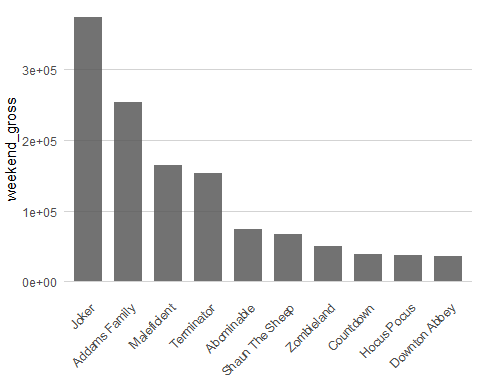 weekend_gross
3e+05
2e+05
1e+05
0e+00
Joker
Addams Family
Malefident
Terminator
Abominable
Shaun The Sheep
Zombieland
Countdown
Hocus Pocus
Downton Abbey